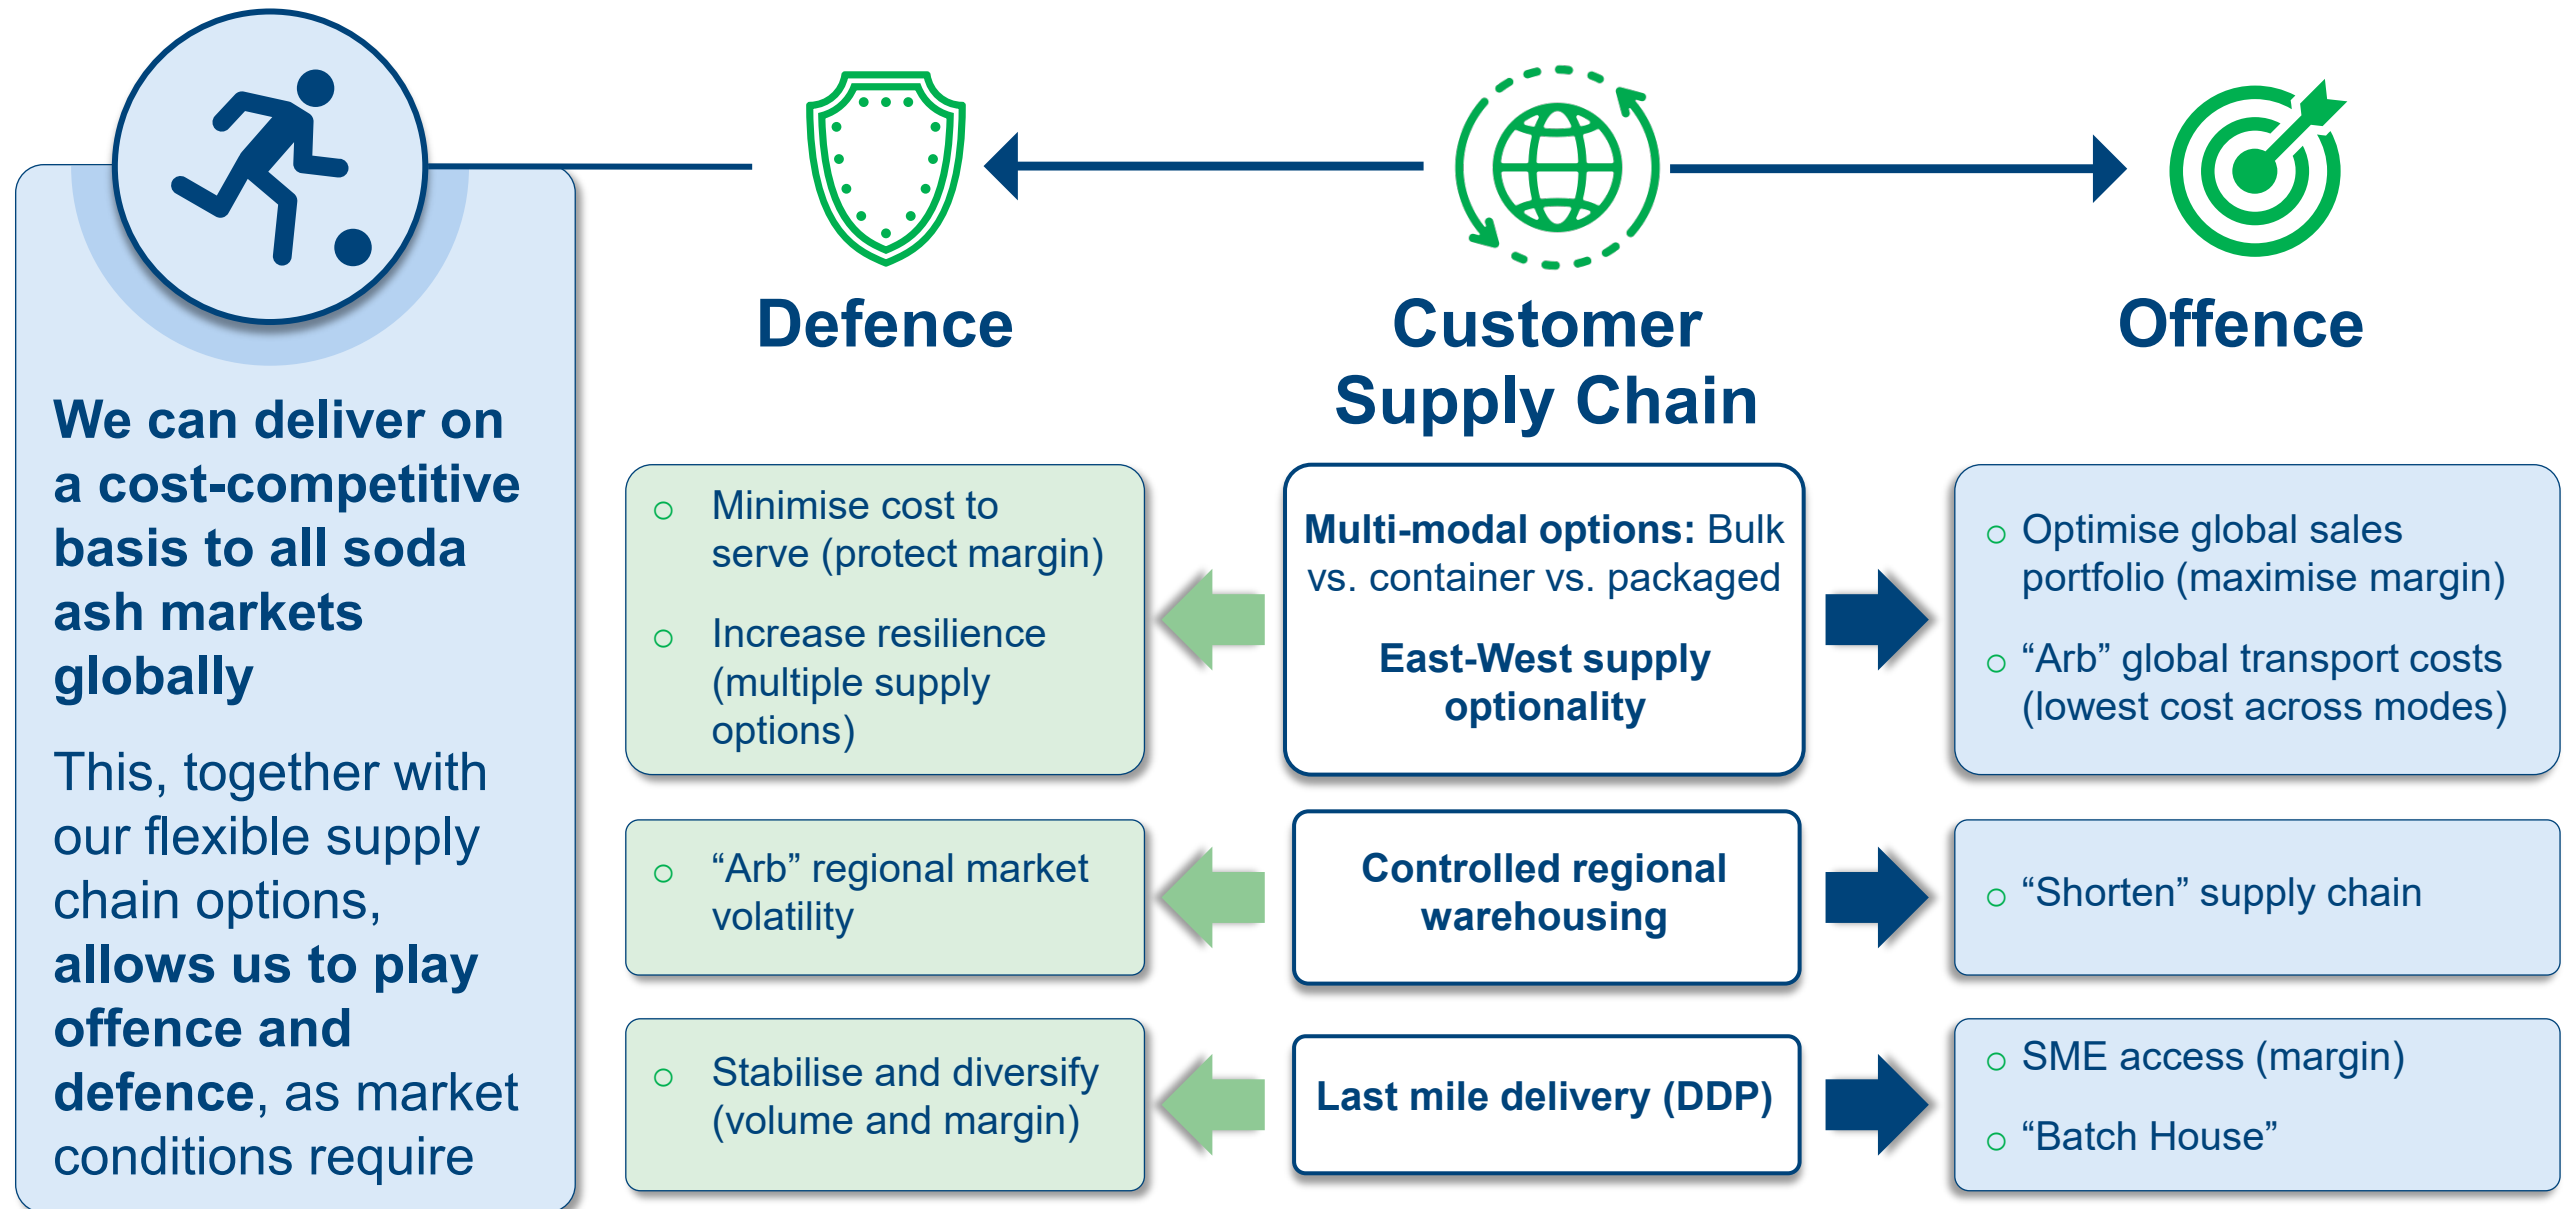 We can deliver on
a cost-competitive
basis to all soda
ash markets
globally
This, together with
our flexible supply
chain options,
allows us to play
offence and
defence, as market
conditions require
Defence
Customer
Supply Chain
Offence
○ Minimise cost to
serve (protect margin)
○ Increase resilience
(multiple supply
options)
Multi-modal options: Bulk
vs. container vs. packaged
East-West supply
optionality
○ Optimise global sales
portfolio (maximise margin)
○ “Arb” global transport costs
(lowest cost across modes)
○ “Arb” regional market
volatility
Controlled regional
warehousing
○ “Shorten” supply chain
○ Stabilise and diversify
(volume and margin)
Last mile delivery (DDP)
○ SME access (margin)
○ “Batch House”